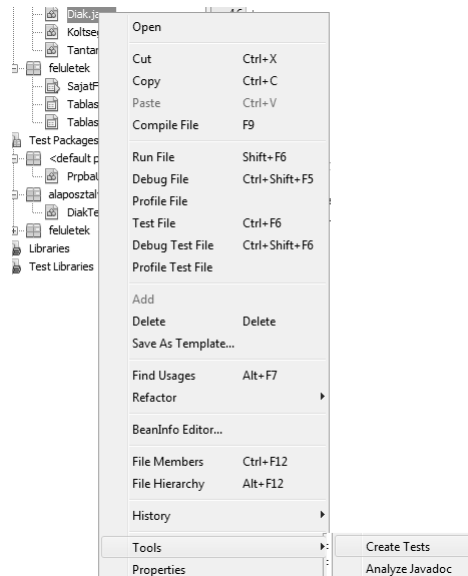 Diak.ja
Koltse
Tantar
feluletek
SajatF
Tablas
Tablas
Test Packages
<default p
PrpbaU
alaposztal
DiakTe
feluletek
Libraries
Test Libraries
Open
Cut Ctrl+X
Copy Ctrl+C
Paste Ctrl+V
Compile File F9
Run File Shift+F6
Debug File Ctrl+Shift+F5
Profile File
Test File Ctrl+F6
Debug Test File Ctrl+Shift+F6
Profile Test File
Add
Delete Delete
Save As Template...
Find Usages Alt+F7
Refactor
BeanInfo Editor...
File Members Ctrl+F12
File Hierarchy Alt+F12
History
Tools
Properties
Create Tests
Analyze Javadoc